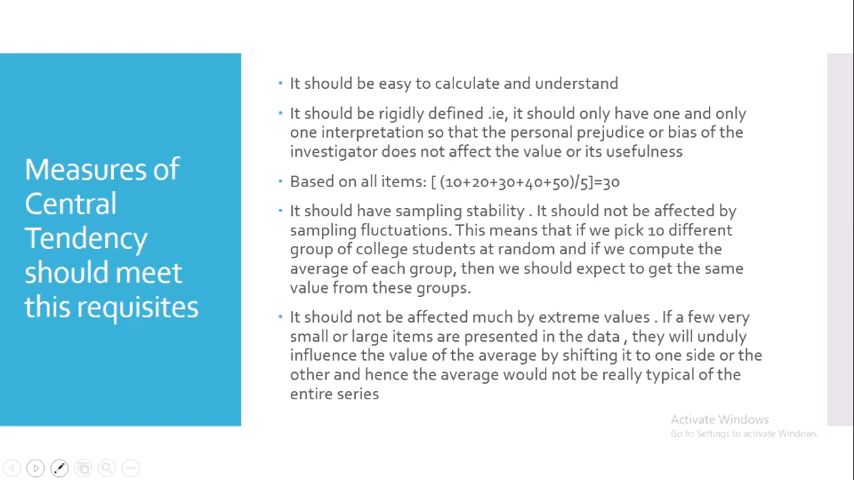 Measures of
Central
Tendency
should meet
this requisites
• It should be easy to calculate and understand
• It should be rigidly defined .ie, it should only have one and only
one interpretation so that the personal prejudice or bias of the
investigator does not affect the value or its usefulness
• Based on all items: [ (10+20+30+40+50)/5]=30
• It should have sampling stability . It should not be affected by
sampling fluctuations. This means that if we pick 10 different
group of college students at random and if we compute the
average of each group, then we should expect to get the same
value from these groups.
• It should not be affected much by extreme values . If a few very
small or large items are presented in the data , they will unduly
influence the value of the average by shifting it to one side or the
other and hence the average would not be really typical of the
entire series
Activate Windows
Go to Settings to activate Windows.